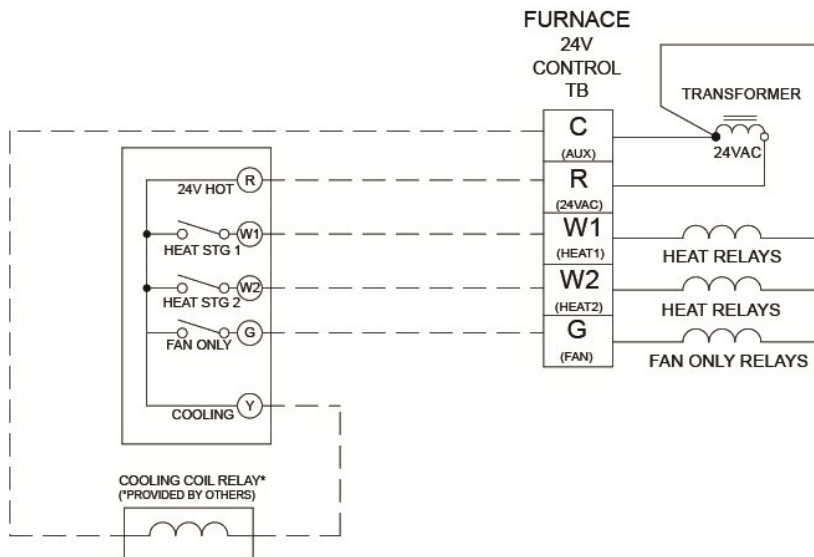 FURNACE
24V
CONTROL
TB
TRANSFORMER
24VAC
C
(AUX)
R
(24VAC)
W1
(HEAT1)
HEAT RELAYS
W2
(HEAT2)
HEAT RELAYS
G
(FAN)
FAN ONLY RELAYS
24V HOT
R
HEAT STG 1
W1
HEAT STG 2
W2
FAN ONLY
G
COOLING
Y
COOLING COIL RELAY*
(*PROVIDED BY OTHERS)